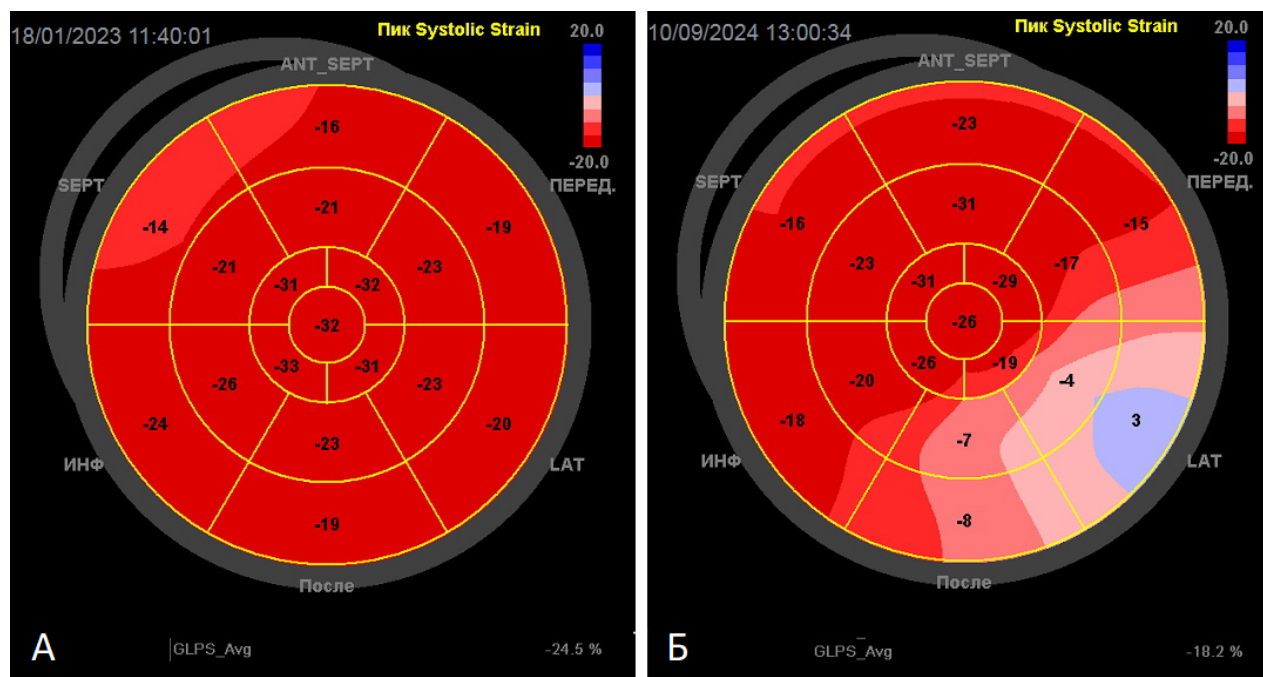 18/01/2023 11:40:01
Пик Systolic Strain
20.0
-20.0
ANT_SEPT
SEPT
ПЕРЕД.
-16
-14
-19
-21
-21
-23
-31
-32
-32
-33
-31
-26
-23
-24
-20
-23
-19
ИНФ
LAT
После
А
GLPS_Avg
-24.5 %
10/09/2024 13:00:34
Пик Systolic Strain
20.0
-20.0
ANT_SEPT
SEPT
ПЕРЕД.
-23
-16
-15
-31
-23
-17
-31
-29
-26
-26
-19
-20
-4
-18
3
-7
-8
ИНФ
LAT
После
Б
GLPS_Avg
-18.2 %